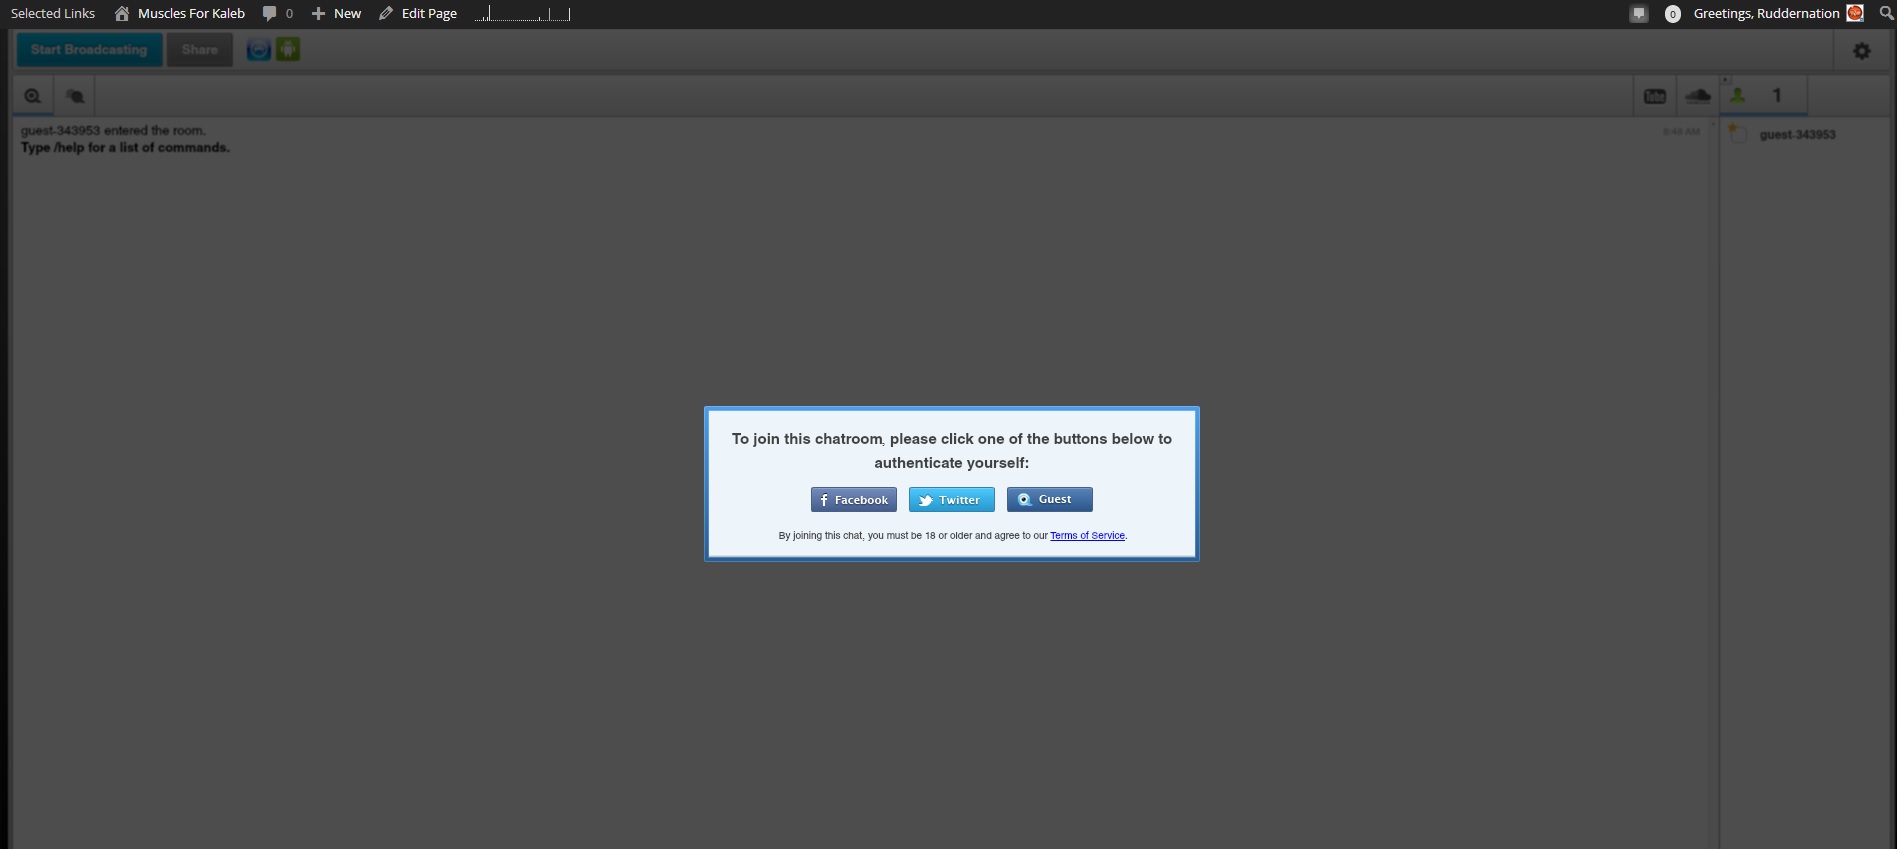 Selected Links Muscles For Kaleb 0 New Edit Page 0 Greetings, Ruddernation
Start Broadcasting Share
You Tube 1
guest-343953 entered the room. 8:48 AM guest-343953
Type /help for a list of commands.
To join this chatroom, please click one of the buttons below to
authenticate yourself:
f Facebook Twitter Guest
By joining this chat, you must be 18 or older and agree to our Terms of Service.